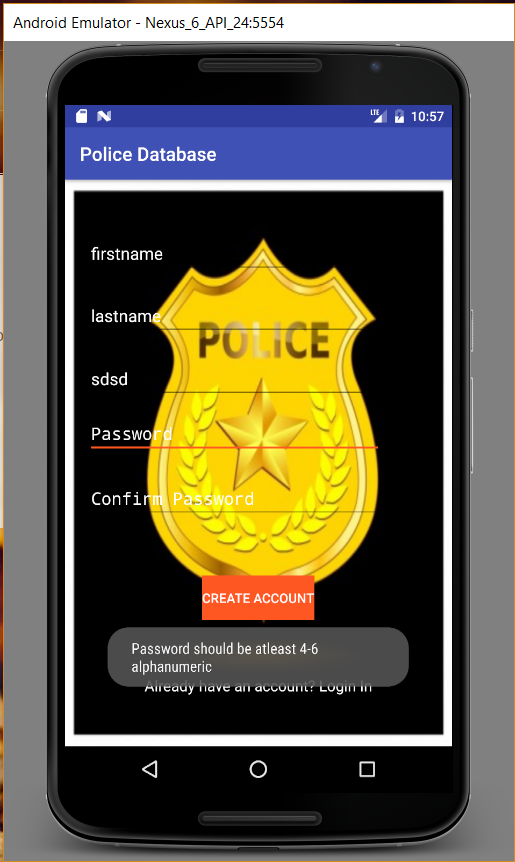 Android Emulator - Nexus_6_API_24:5554
LTE 10:57
Police Database
firstname
lastname
POLICE
sdsd
Password
Confirm Password
CREATE ACCOUNT
Password should be atleast 4-6
alphanumeric
Already have an account? Login In